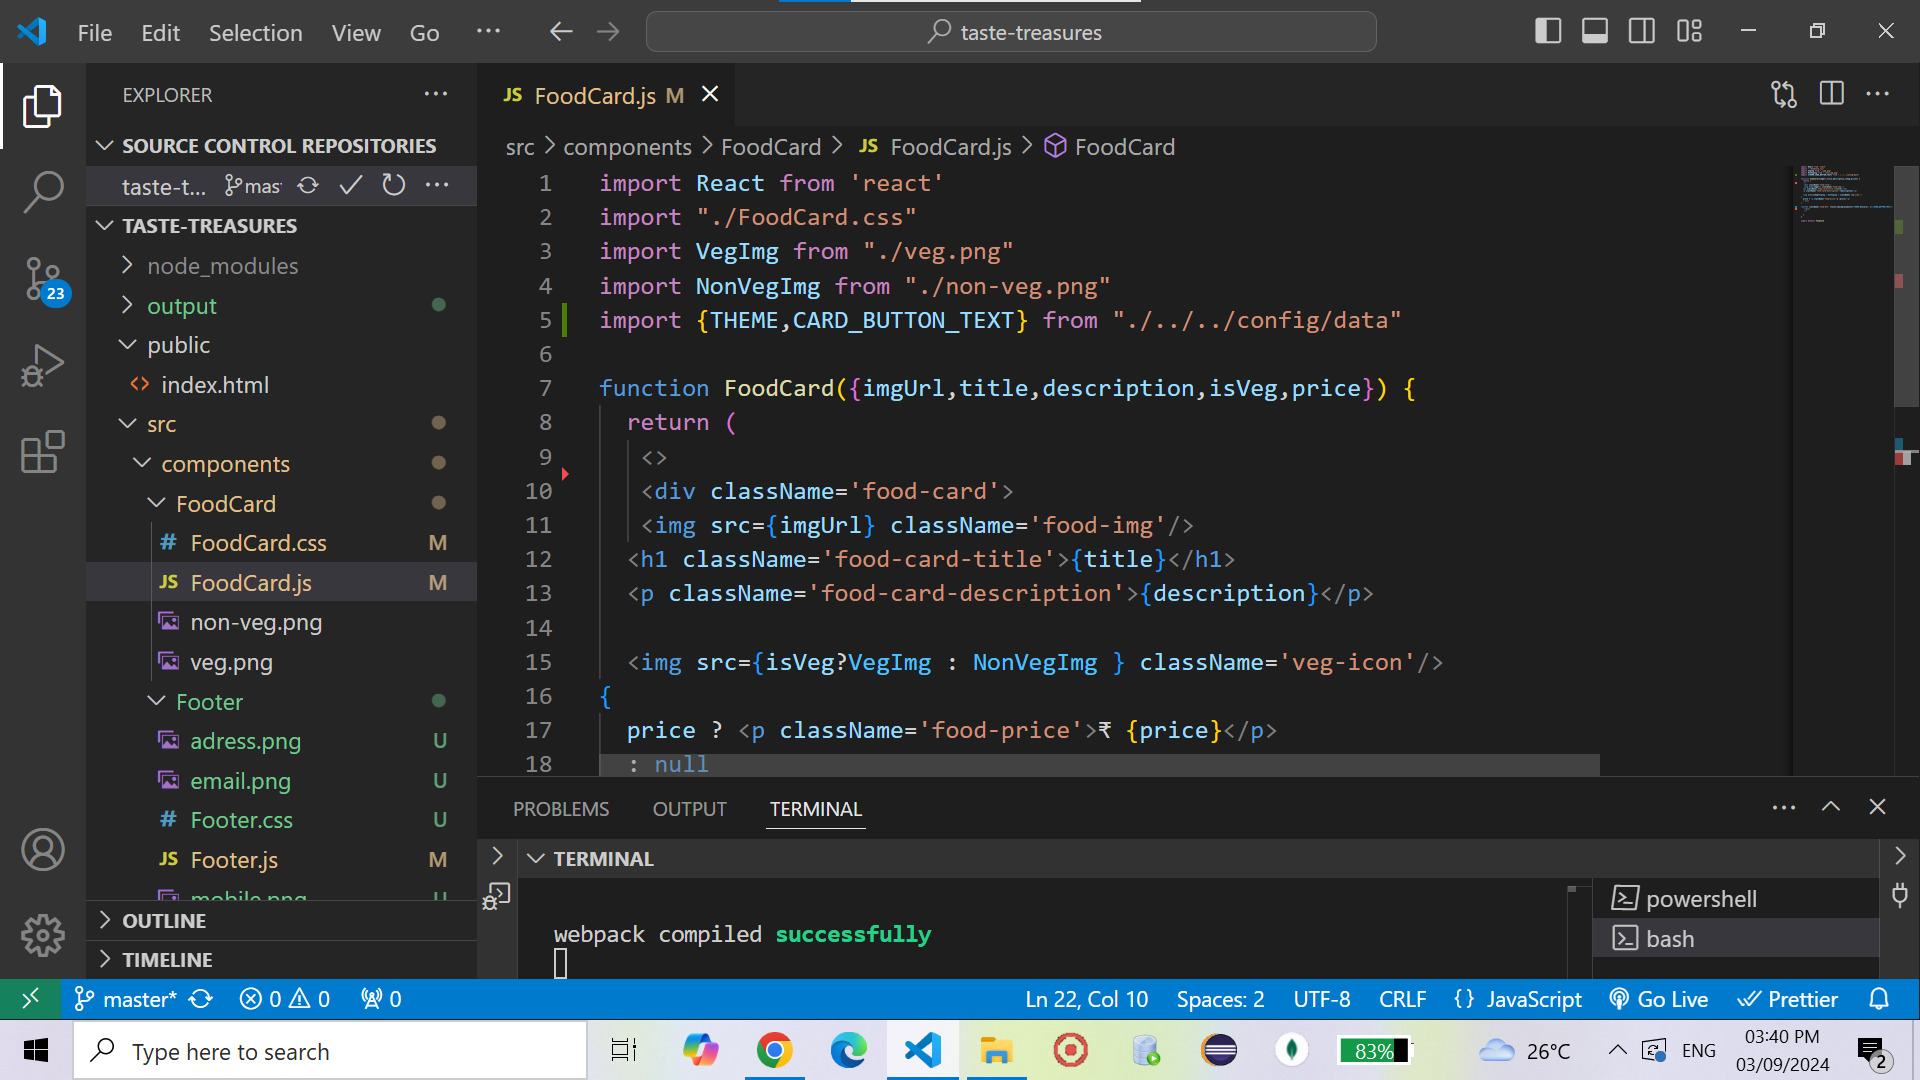 File Edit Selection View Go ··· taste-treasures
EXPLORER ···
SOURCE CONTROL REPOSITORIES
taste-t... mas ···
TASTE-TREASURES
node_modules
output
public
<> index.html
src
components
FoodCard
# FoodCard.css M
JS FoodCard.js M
non-veg.png
veg.png
Footer
adress.png U
email.png U
# Footer.css U
JS Footer.js M
mobile.png U
OUTLINE
TIMELINE
23
JS FoodCard.js M
src > components > FoodCard > JS FoodCard.js > FoodCard
1 import React from 'react'
2 import "./FoodCard.css"
3 import VegImg from "./veg.png"
4 import NonVegImg from "./non-veg.png"
5 import {THEME,CARD_BUTTON_TEXT} from "./../../config/data"
6
7 function FoodCard({imgUrl,title,description,isVeg,price}) {
8 return (
9 <>
10 <div className='food-card'>
11 <img src={imgUrl} className='food-img'/>
12 <h1 className='food-card-title'>{title}</h1>
13 <p className='food-card-description'>{description}</p>
14
15 <img src={isVeg?VegImg : NonVegImg } className='veg-icon'/>
16 {
17 price ? <p className='food-price'>₹ {price}</p>
18 : null
PROBLEMS OUTPUT TERMINAL ···
TERMINAL
webpack compiled successfully
powershell
bash
master* 0 0 0 Ln 22, Col 10 Spaces: 2 UTF-8 CRLF {} JavaScript Go Live Prettier
Type here to search 83% 26°C ENG 03:40 PM
03/09/2024 2